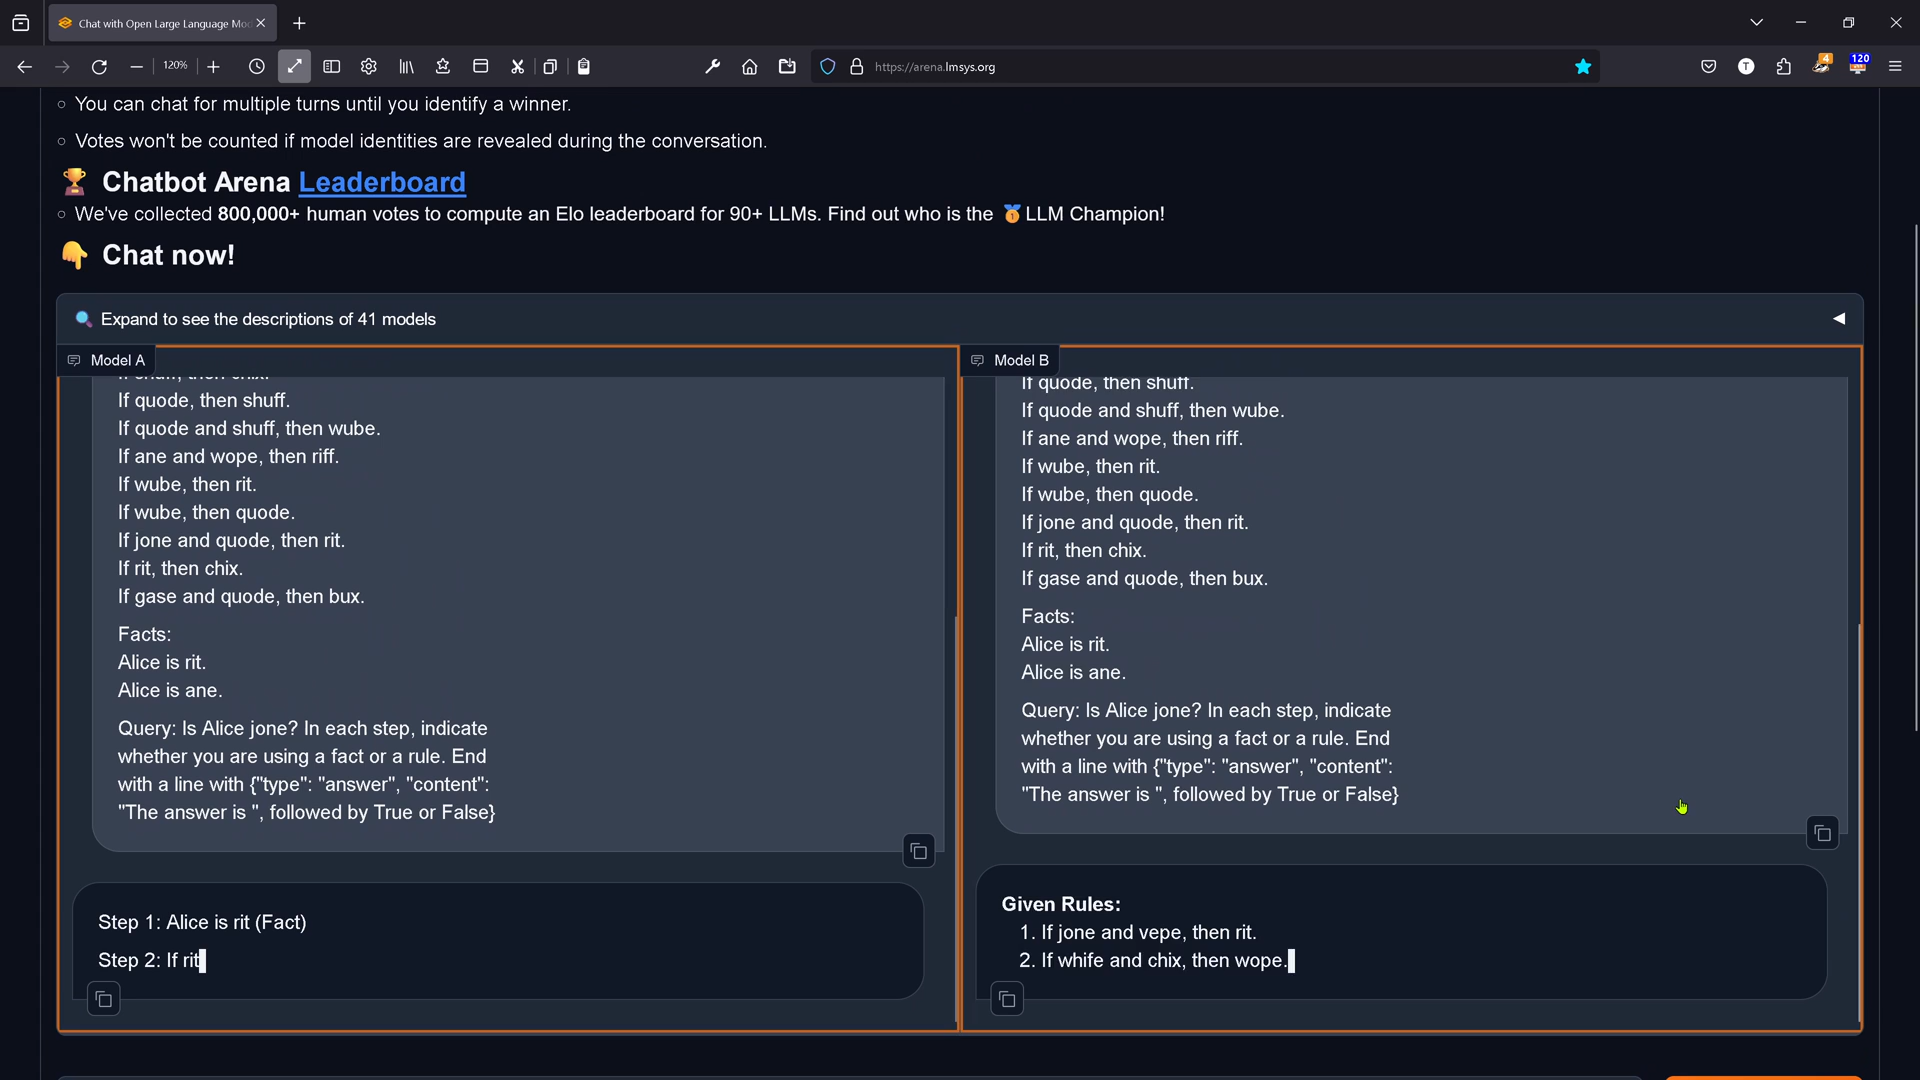 Chat with Open Large Language Mo
120%
https://arena.lmsys.org
T
4
120
You can chat for multiple turns until you identify a winner.
Votes won't be counted if model identities are revealed during the conversation.
🏆 Chatbot Arena Leaderboard
We've collected 800,000+ human votes to compute an Elo leaderboard for 90+ LLMs. Find out who is the 🥇LLM Champion!
👇 Chat now!
🔍 Expand to see the descriptions of 41 models
Model A
If shuff, then chix.
If quode, then shuff.
If quode and shuff, then wube.
If ane and wope, then riff.
If wube, then rit.
If wube, then quode.
If jone and quode, then rit.
If rit, then chix.
If gase and quode, then bux.
Facts:
Alice is rit.
Alice is ane.
Query: Is Alice jone? In each step, indicate
whether you are using a fact or a rule. End
with a line with {"type": "answer", "content":
"The answer is ", followed by True or False}
Step 1: Alice is rit (Fact)
Step 2: If rit
Model B
If quode, then shuff.
If quode and shuff, then wube.
If ane and wope, then riff.
If wube, then rit.
If wube, then quode.
If jone and quode, then rit.
If rit, then chix.
If gase and quode, then bux.
Facts:
Alice is rit.
Alice is ane.
Query: Is Alice jone? In each step, indicate
whether you are using a fact or a rule. End
with a line with {"type": "answer", "content":
"The answer is ", followed by True or False}
Given Rules:
1. If jone and vepe, then rit.
2. If whife and chix, then wope.